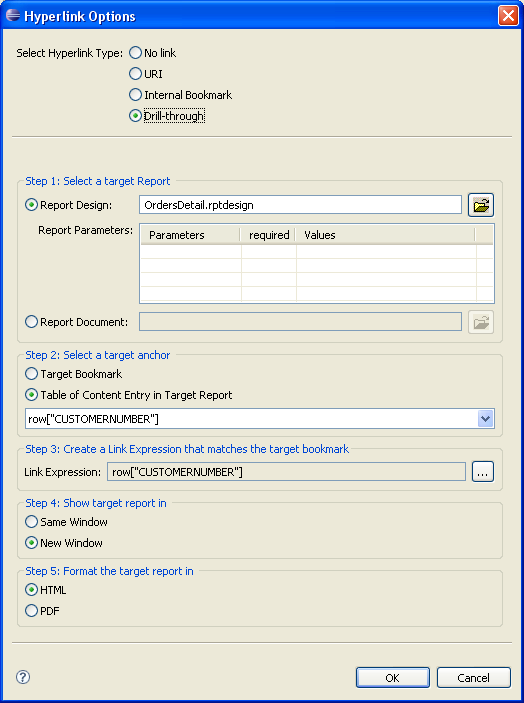 Hyperlink Options
Select Hyperlink Type: No link
URI
Internal Bookmark
Drill-through
Step 1: Select a target Report
Report Design: OrdersDetail.rptdesign
Report Parameters: Parameters required Values
Report Document:
Step 2: Select a target anchor
Target Bookmark
Table of Content Entry in Target Report
row["CUSTOMERNUMBER"]
Step 3: Create a Link Expression that matches the target bookmark
Link Expression: row["CUSTOMERNUMBER"] ...
Step 4: Show target report in
Same Window
New Window
Step 5: Format the target report in
HTML
PDF
? OK Cancel